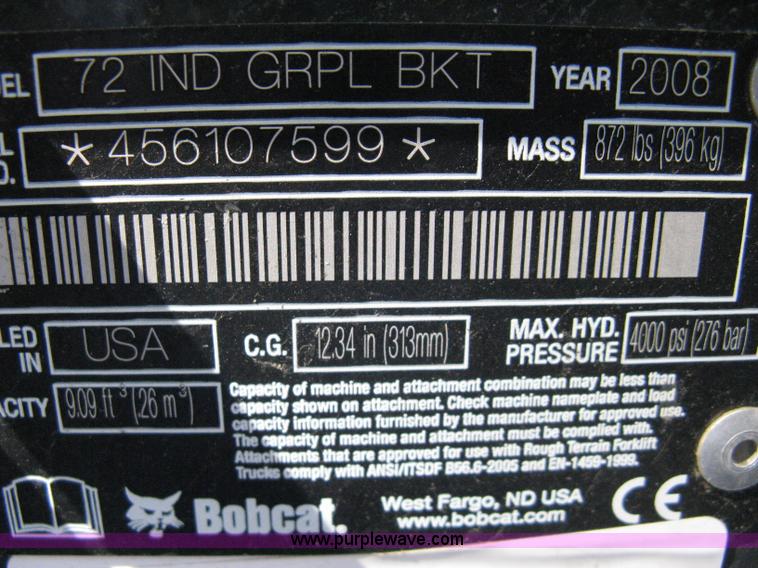 EL 72 IND GRPL BKT YEAR 2008
L
O. *456107599* MASS 872 lbs (396 kg)
LED
IN USA C.G. 12.34 in (313mm) MAX. HYD.
PRESSURE 4000 psi (276 bar)
ACITY 9.09 ft³ (.26 m³)
Capacity of machine and attachment combination may be less than
capacity shown on attachment. Check machine nameplate and load
capacity information furnished by the manufacturer for approved use.
The capacity of machine and attachment must be complied with.
Attachments that are approved for use with Rough Terrain Forklift
Trucks comply with ANSI/ITSDF B56.6-2005 and EN-1459-1999.
Bobcat. West Fargo, ND USA
www.bobcat.com CE
www.purplewave.com